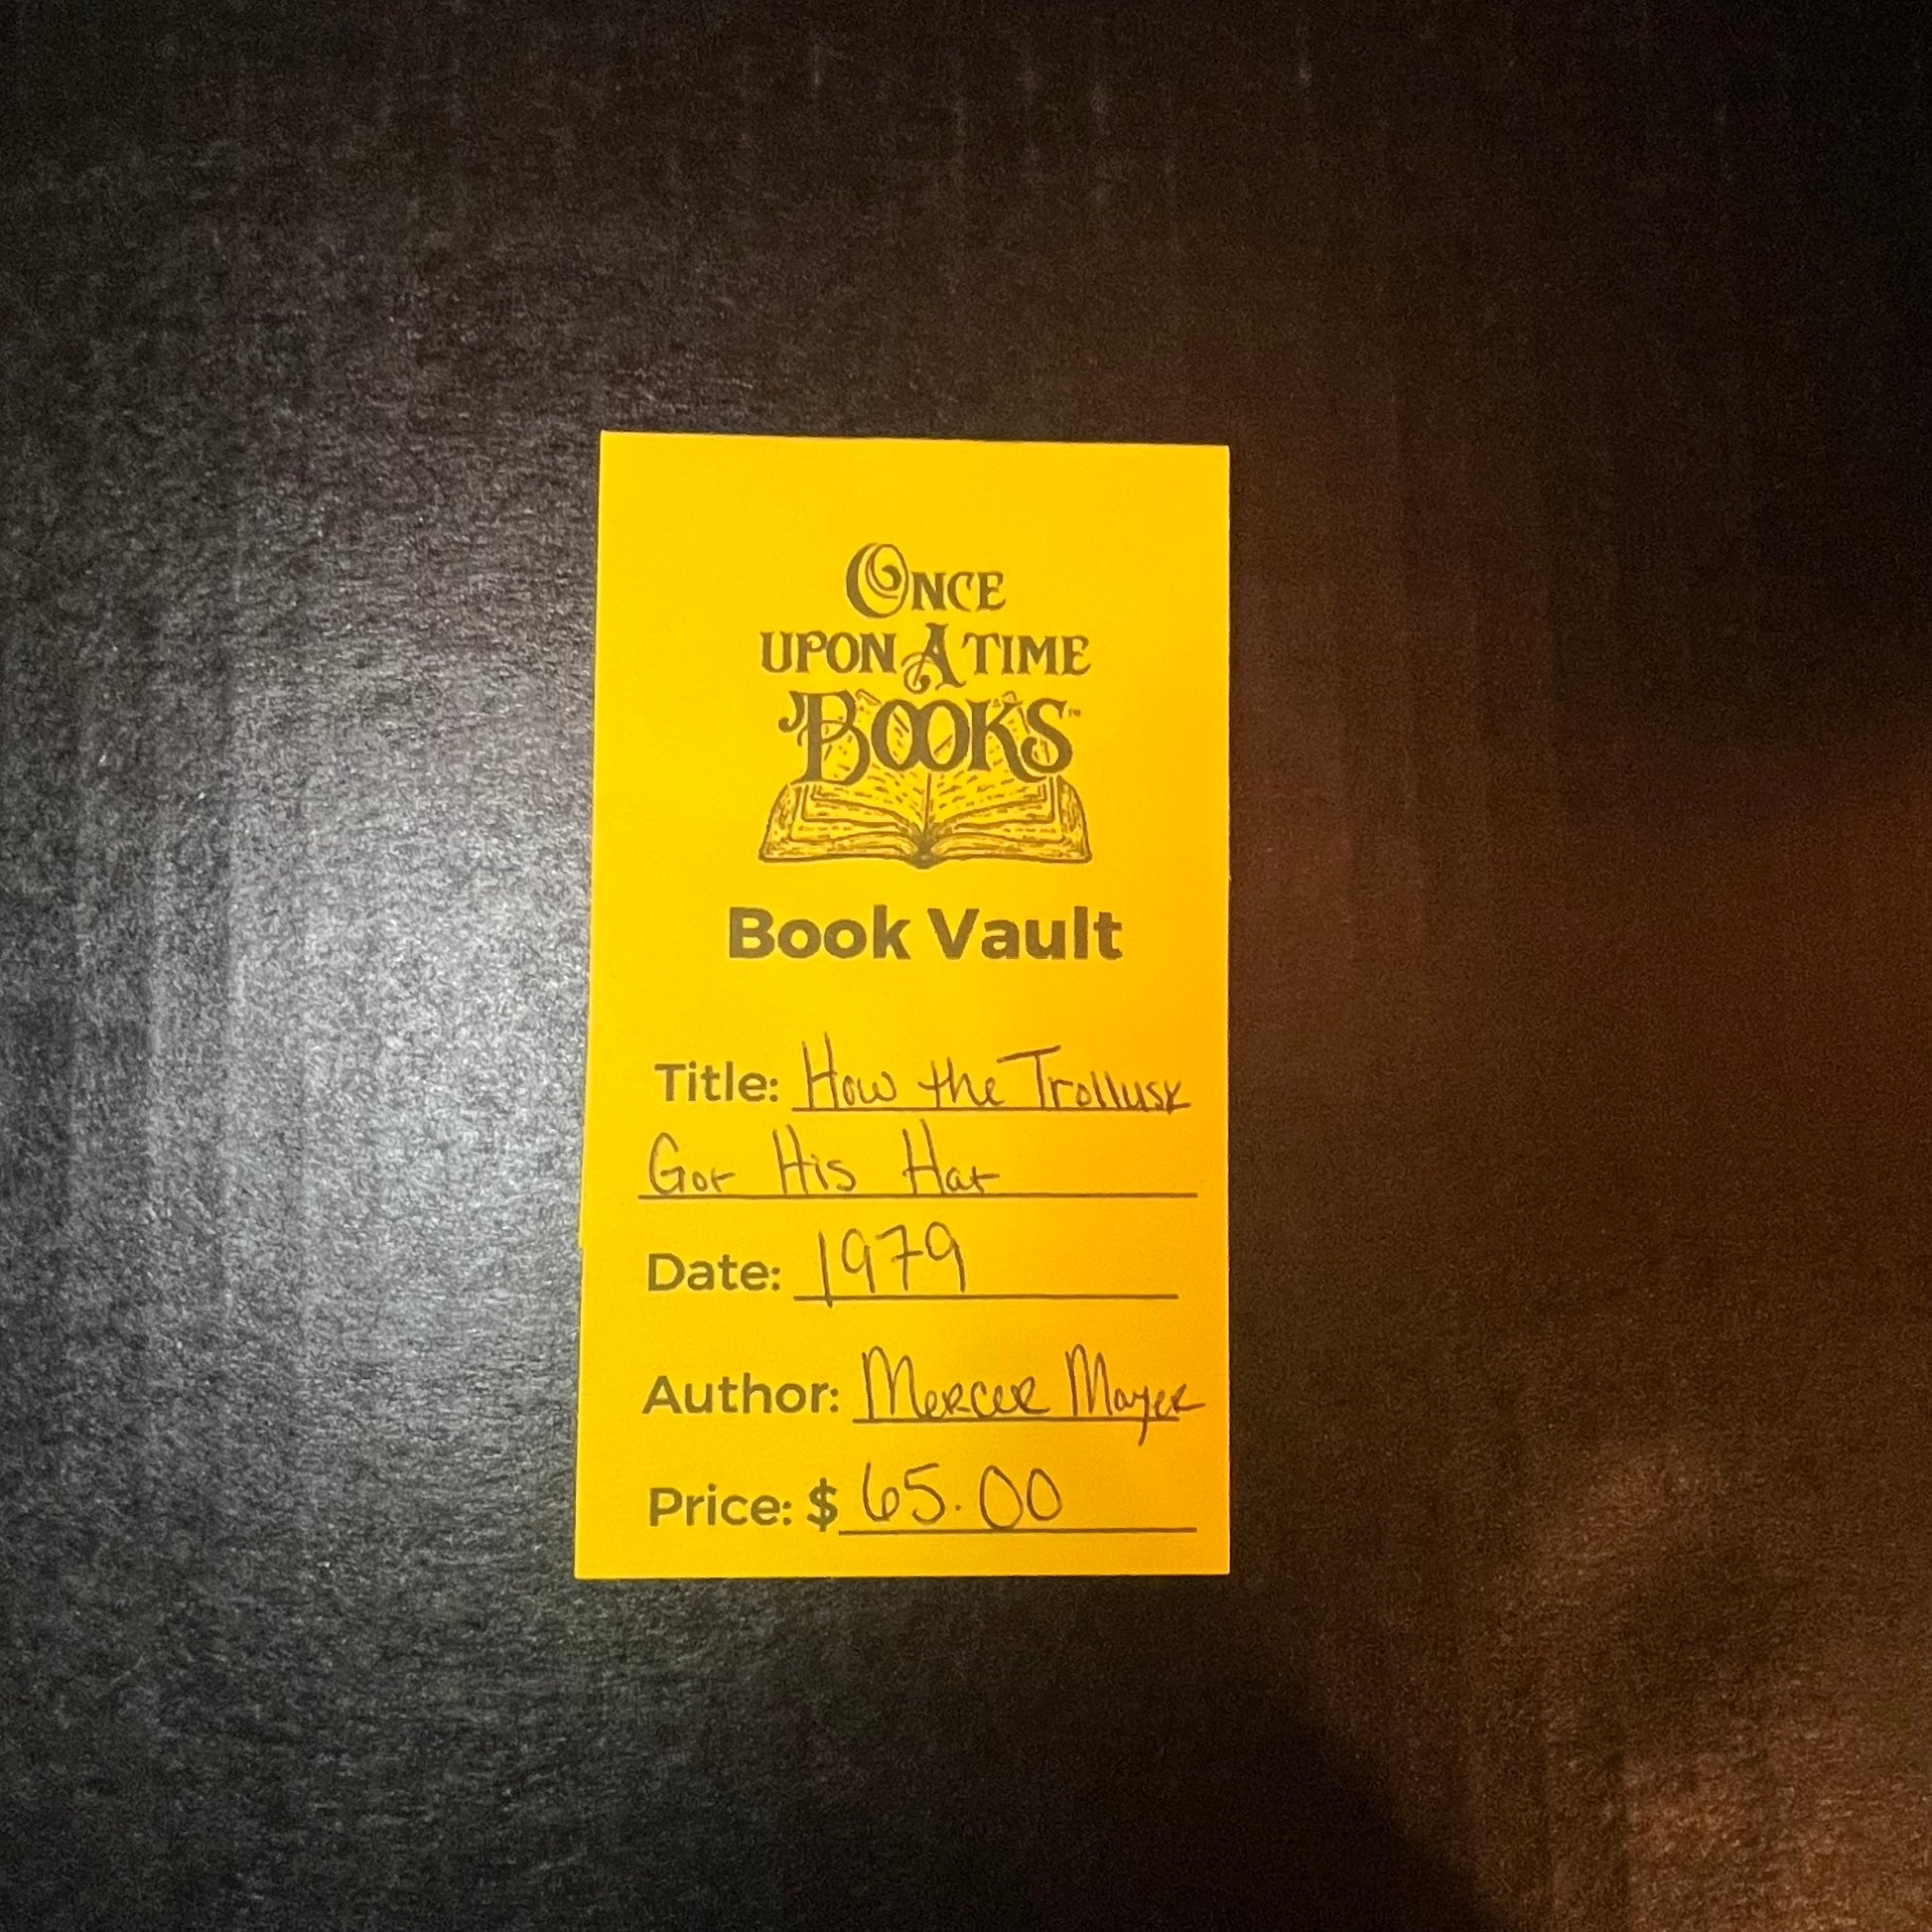 ONCE
UPON A TIME
BOOKS™
Book Vault
Title: How the Trollusk
Got His Hat
Date: 1979
Author: Mercer Mayer
Price: $ 65.00